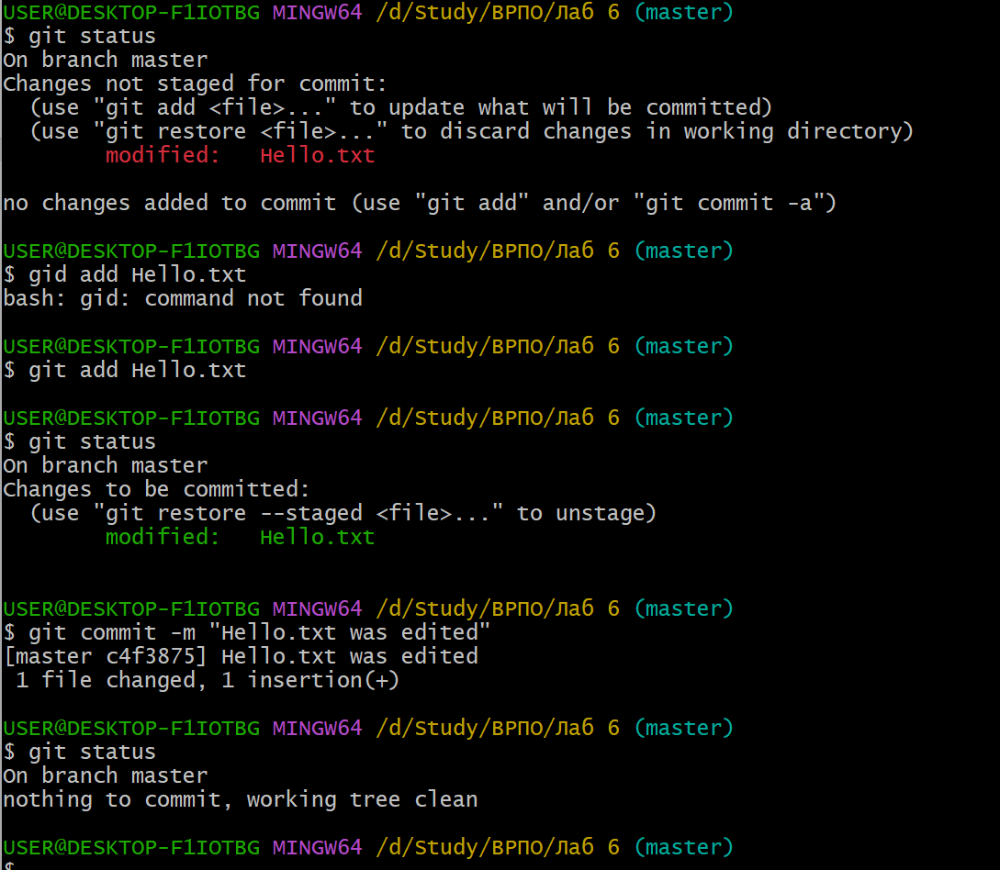 USER@DESKTOP-F1IOTBG MINGW64 /d/Study/ВРПО/Лаб 6 (master)
$ git status
On branch master
Changes not staged for commit:
  (use "git add <file>..." to update what will be committed)
  (use "git restore <file>..." to discard changes in working directory)
        modified:   Hello.txt

no changes added to commit (use "git add" and/or "git commit -a")

USER@DESKTOP-F1IOTBG MINGW64 /d/Study/ВРПО/Лаб 6 (master)
$ gid add Hello.txt
bash: gid: command not found

USER@DESKTOP-F1IOTBG MINGW64 /d/Study/ВРПО/Лаб 6 (master)
$ git add Hello.txt

USER@DESKTOP-F1IOTBG MINGW64 /d/Study/ВРПО/Лаб 6 (master)
$ git status
On branch master
Changes to be committed:
  (use "git restore --staged <file>..." to unstage)
        modified:   Hello.txt


USER@DESKTOP-F1IOTBG MINGW64 /d/Study/ВРПО/Лаб 6 (master)
$ git commit -m "Hello.txt was edited"
[master c4f3875] Hello.txt was edited
 1 file changed, 1 insertion(+)

USER@DESKTOP-F1IOTBG MINGW64 /d/Study/ВРПО/Лаб 6 (master)
$ git status
On branch master
nothing to commit, working tree clean

USER@DESKTOP-F1IOTBG MINGW64 /d/Study/ВРПО/Лаб 6 (master)
$